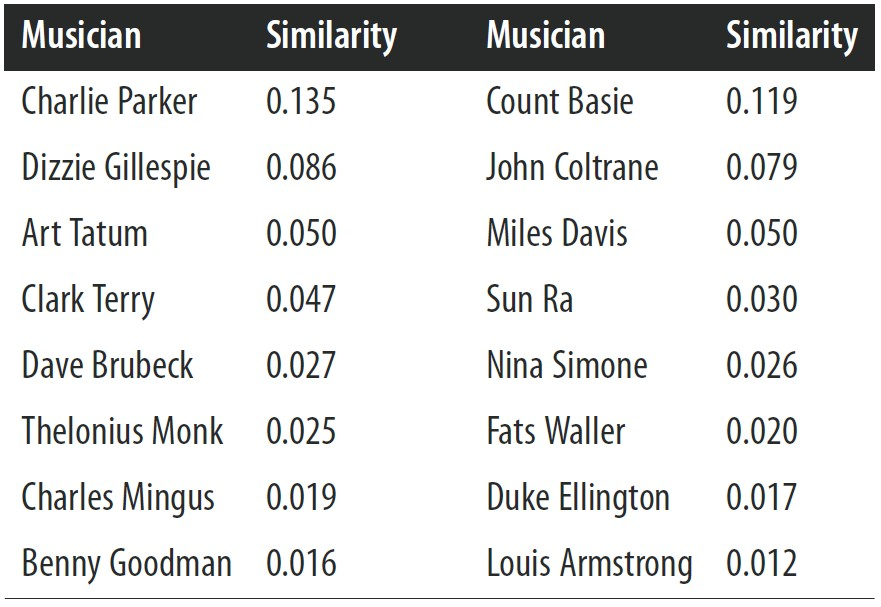 Musician Similarity Musician Similarity
Charlie Parker 0.135 Count Basie 0.119
Dizzie Gillespie 0.086 John Coltrane 0.079
Art Tatum 0.050 Miles Davis 0.050
Clark Terry 0.047 Sun Ra 0.030
Dave Brubeck 0.027 Nina Simone 0.026
Thelonius Monk 0.025 Fats Waller 0.020
Charles Mingus 0.019 Duke Ellington 0.017
Benny Goodman 0.016 Louis Armstrong 0.012